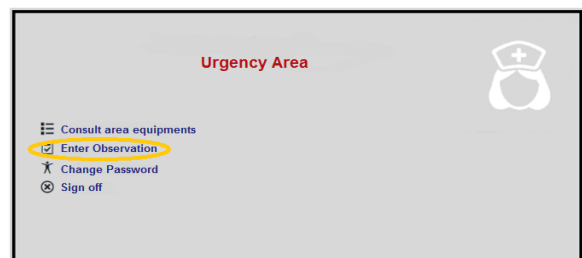 Urgency Area
Consult area equipments
Enter Observation
Change Password
Sign off